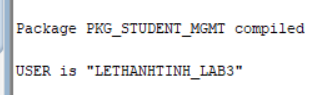 Package PKG_STUDENT_MGMT compiled
USER is "LETHANHTINH_LAB3"